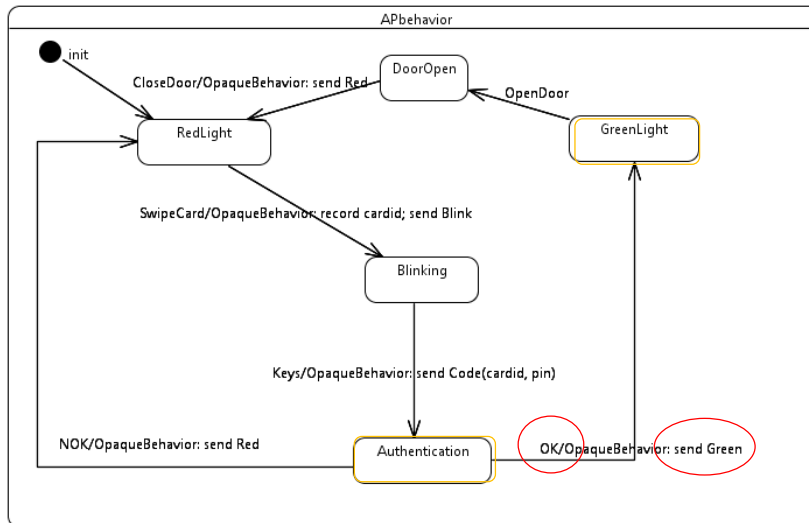 APbehavior
init
DoorOpen
CloseDoor/OpaqueBehavior: send Red
OpenDoor
RedLight
GreenLight
SwipeCard/OpaqueBehavior: record cardid; send Blink
Blinking
Keys/OpaqueBehavior: send Code(cardid, pin)
NOK/OpaqueBehavior: send Red
Authentication
OK/OpaqueBehavior: send Green